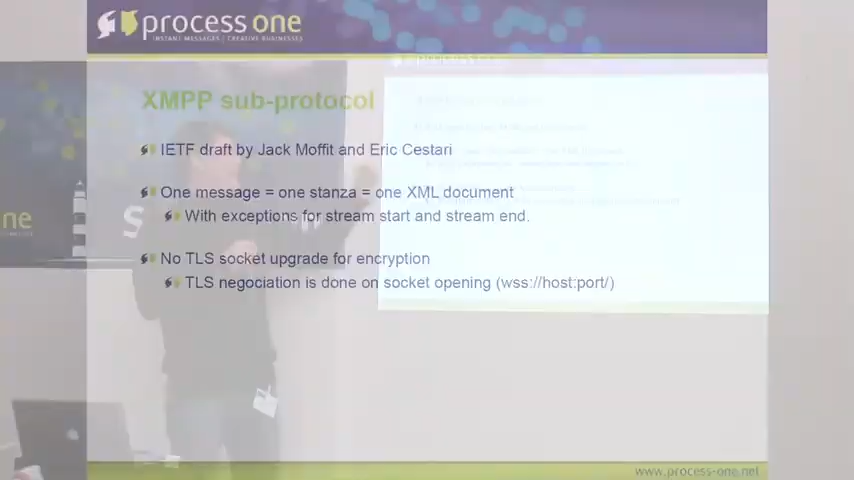 process one
INSTANT MESSAGES | CREATIVE BUSINESSES
XMPP sub-protocol
IETF draft by Jack Moffit and Eric Cestari
One message = one stanza = one XML document
With exceptions for stream start and stream end.
ne
No TLS socket upgrade for encryption
TLS negociation is done on socket opening (wss://host:port/)
www.process-one.net